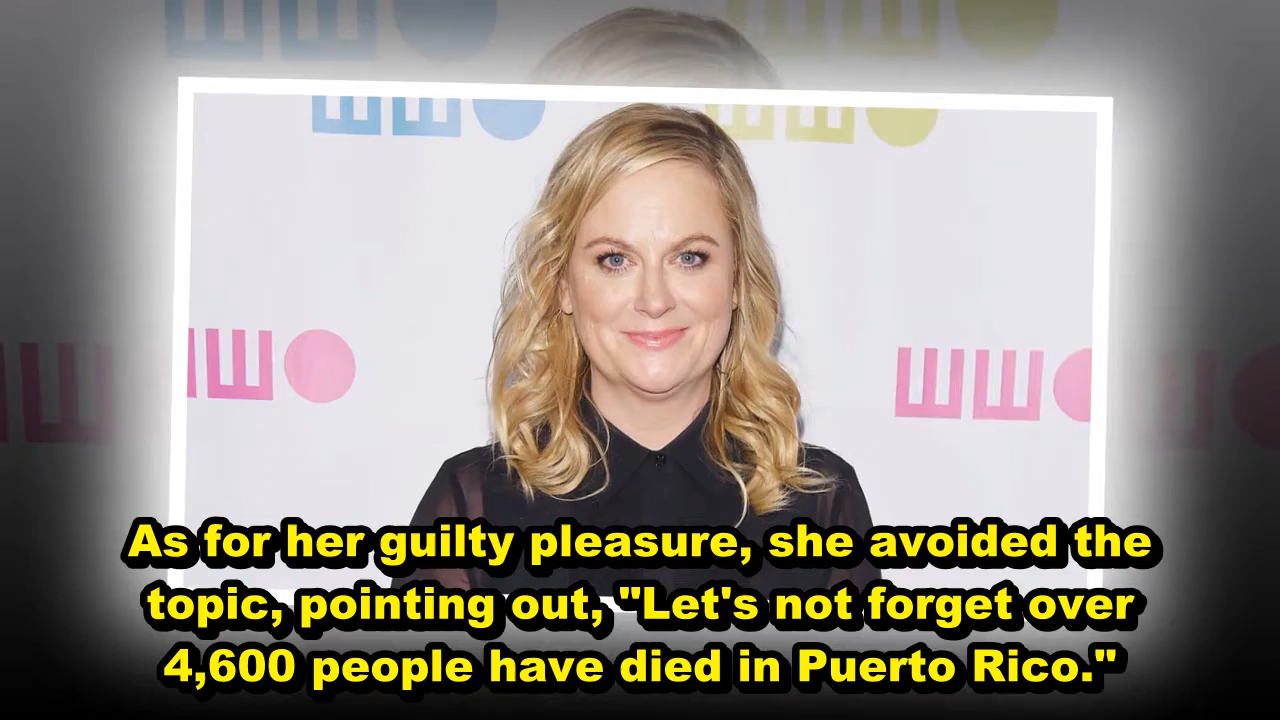 As for her guilty pleasure, she avoided the
topic, pointing out, "Let's not forget over
4,600 people have died in Puerto Rico."